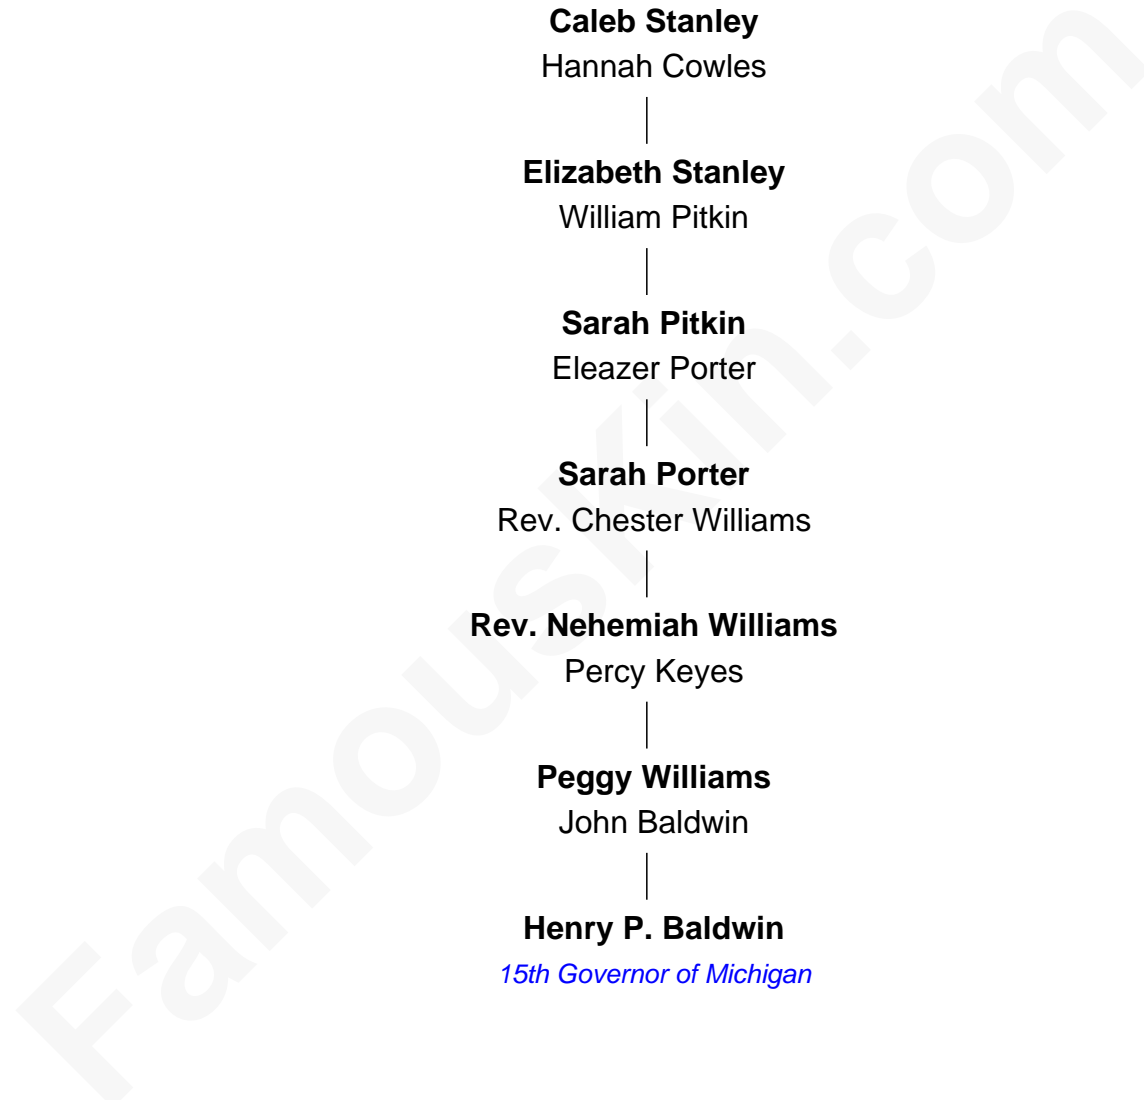 Caleb Stanley
Hannah Cowles
Elizabeth Stanley
William Pitkin
Sarah Pitkin
Eleazer Porter
Sarah Porter
Rev. Chester Williams
Rev. Nehemiah Williams
Percy Keyes
Peggy Williams
John Baldwin
Henry P. Baldwin
15th Governor of Michigan
FamousKin.com